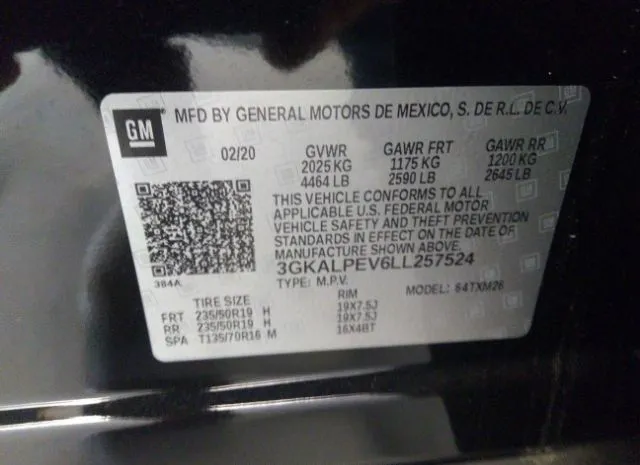 GM
MFD BY GENERAL MOTORS DE MEXICO, S. DE R.L. DE C.V.
02/20 GVWR GAWR FRT GAWR RR
2025 KG 1175 KG 1200 KG
4464 LB 2590 LB 2645 LB
THIS VEHICLE CONFORMS TO ALL
APPLICABLE U.S. FEDERAL MOTOR
VEHICLE SAFETY AND THEFT PREVENTION
STANDARDS IN EFFECT ON THE DATE OF
MANUFACTURE SHOWN ABOVE.
3GKALPEV6LL257524
384A
TYPE: M.P.V. MODEL: 84TXM26
TIRE SIZE RIM
FRT 235/50R19 H 19X7.5J
RR 235/50R19 H 19X7.5J
SPA T135/70R16 M 16X4BT